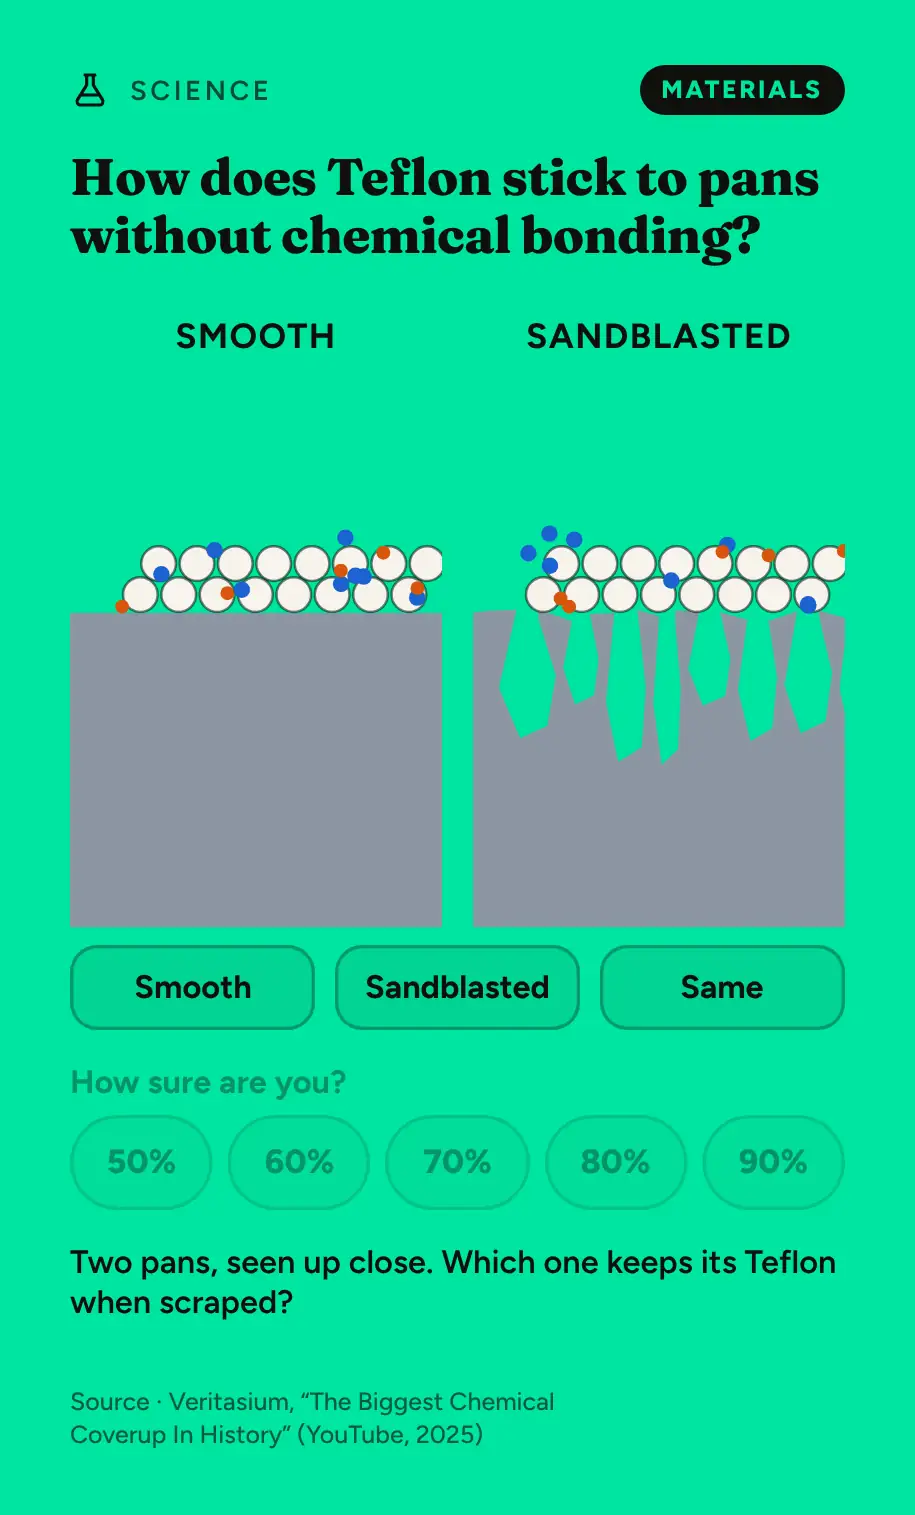 SCIENCE
MATERIALS
How does Teflon stick to pans
without chemical bonding?
SMOOTH
SANDBLASTED
Smooth
Sandblasted
Same
How sure are you?
50%
60%
70%
80%
90%
Two pans, seen up close. Which one keeps its Teflon
when scraped?
Source · Veritasium, “The Biggest Chemical
Coverup In History” (YouTube, 2025)